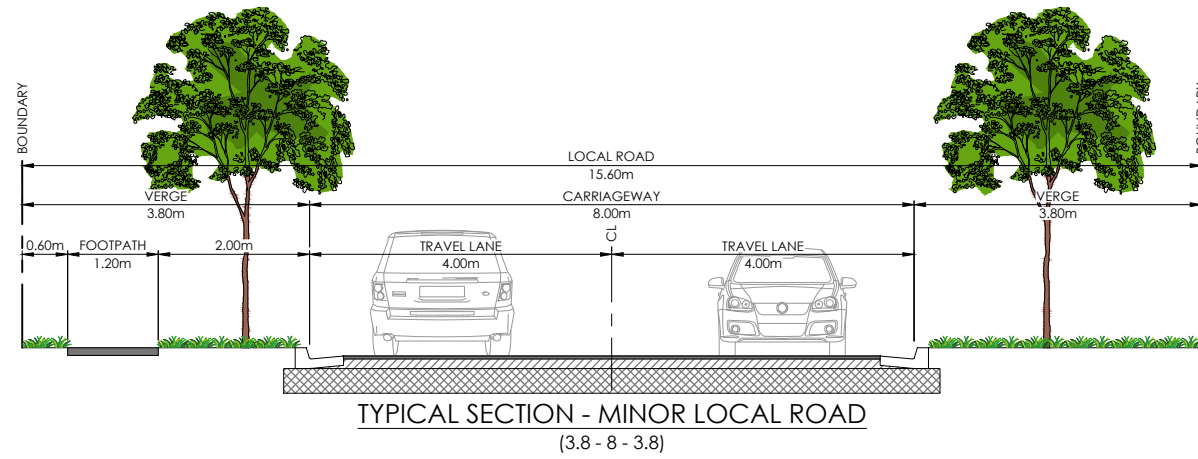 BOUNDARY
BOUNDARY
LOCAL ROAD
15.60m
VERGE
3.80m
CARRIAGEWAY
8.00m
VERGE
3.80m
0.60m
FOOTPATH
1.20m
2.00m
TRAVEL LANE
4.00m
CL
TRAVEL LANE
4.00m
TYPICAL SECTION - MINOR LOCAL ROAD
(3.8 - 8 - 3.8)